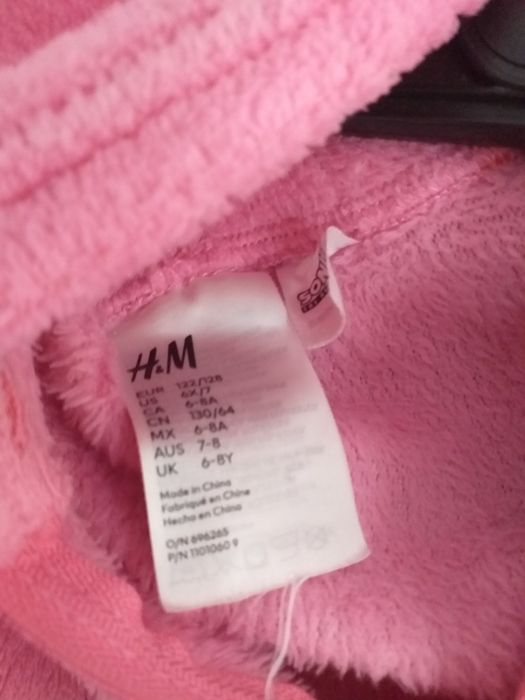 H&M
EUR 122/128
US 6X/7
CA 6-8A
CN 130/64
MX 6-8A
AUS 7-8
UK 6-8Y
Made in China
Fabriqué en Chine
Hecho en China
O/N 696265
P/N 1101060 9
SONIC